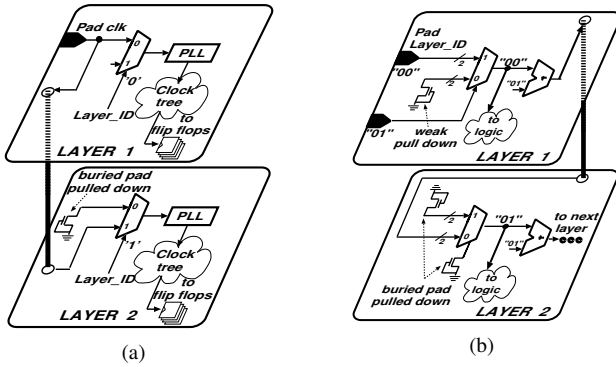 Pad clk
0
1
PLL
'0'
Layer_ID
Clock
tree
to
flip flops
LAYER 1
buried pad
pulled down
0
1
PLL
'1'
Layer_ID
Clock
tree
to
flip flops
LAYER 2
(a)
Pad
Layer_ID
"00"
2
1
"00"
2
0
+
"01"
"01"
weak
pull down
to
logic
LAYER 1
2
1
"01"
to next
layer
2
0
+
"01"
to
logic
buried pad
pulled down
LAYER 2
(b)